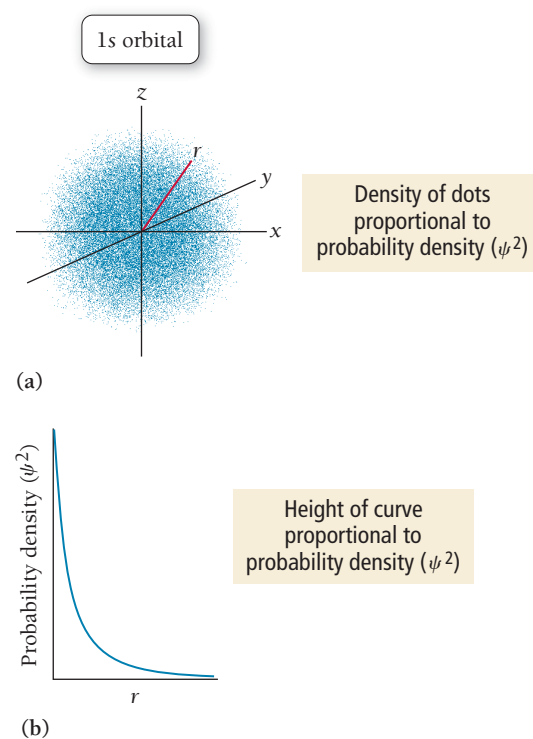 1s orbital
z
r
y
x
Density of dots
proportional to
probability density (ψ²)
(a)
Probability density (ψ²)
Height of curve
proportional to
probability density (ψ²)
r
(b)